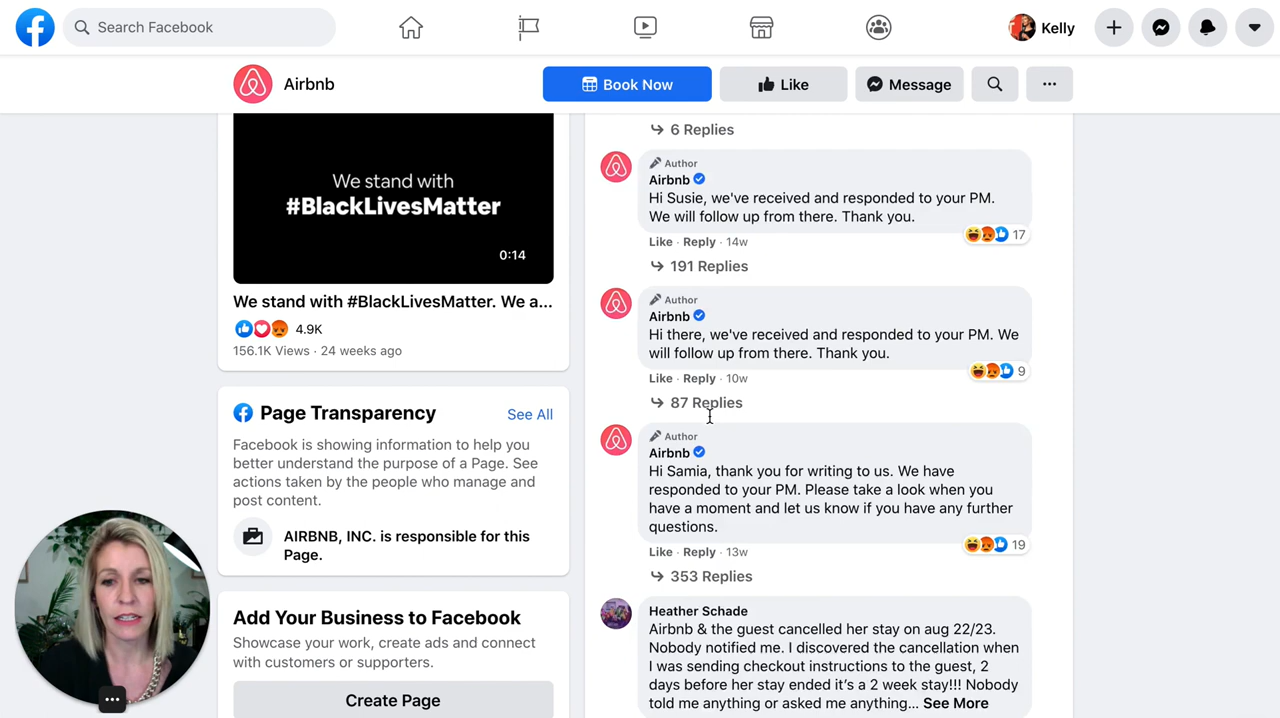 Search Facebook
Kelly
Airbnb
Book Now
Like
Message
We stand with
#BlackLivesMatter
0:14
We stand with #BlackLivesMatter. We a...
4.9K
156.1K Views · 24 weeks ago
Page Transparency
See All
Facebook is showing information to help you
better understand the purpose of a Page. See
actions taken by the people who manage and
post content.
AIRBNB, INC. is responsible for this
Page.
Add Your Business to Facebook
Showcase your work, create ads and connect
with customers or supporters.
Create Page
6 Replies
Author
Airbnb
Hi Susie, we've received and responded to your PM.
We will follow up from there. Thank you.
17
Like · Reply · 14w
191 Replies
Author
Airbnb
Hi there, we've received and responded to your PM. We
will follow up from there. Thank you.
9
Like · Reply · 10w
87 Replies
Author
Airbnb
Hi Samia, thank you for writing to us. We have
responded to your PM. Please take a look when you
have a moment and let us know if you have any further
questions.
19
Like · Reply · 13w
353 Replies
Heather Schade
Airbnb & the guest cancelled her stay on aug 22/23.
Nobody notified me. I discovered the cancellation when
I was sending checkout instructions to the guest, 2
days before her stay ended it's a 2 week stay!!! Nobody
told me anything or asked me anything... See More